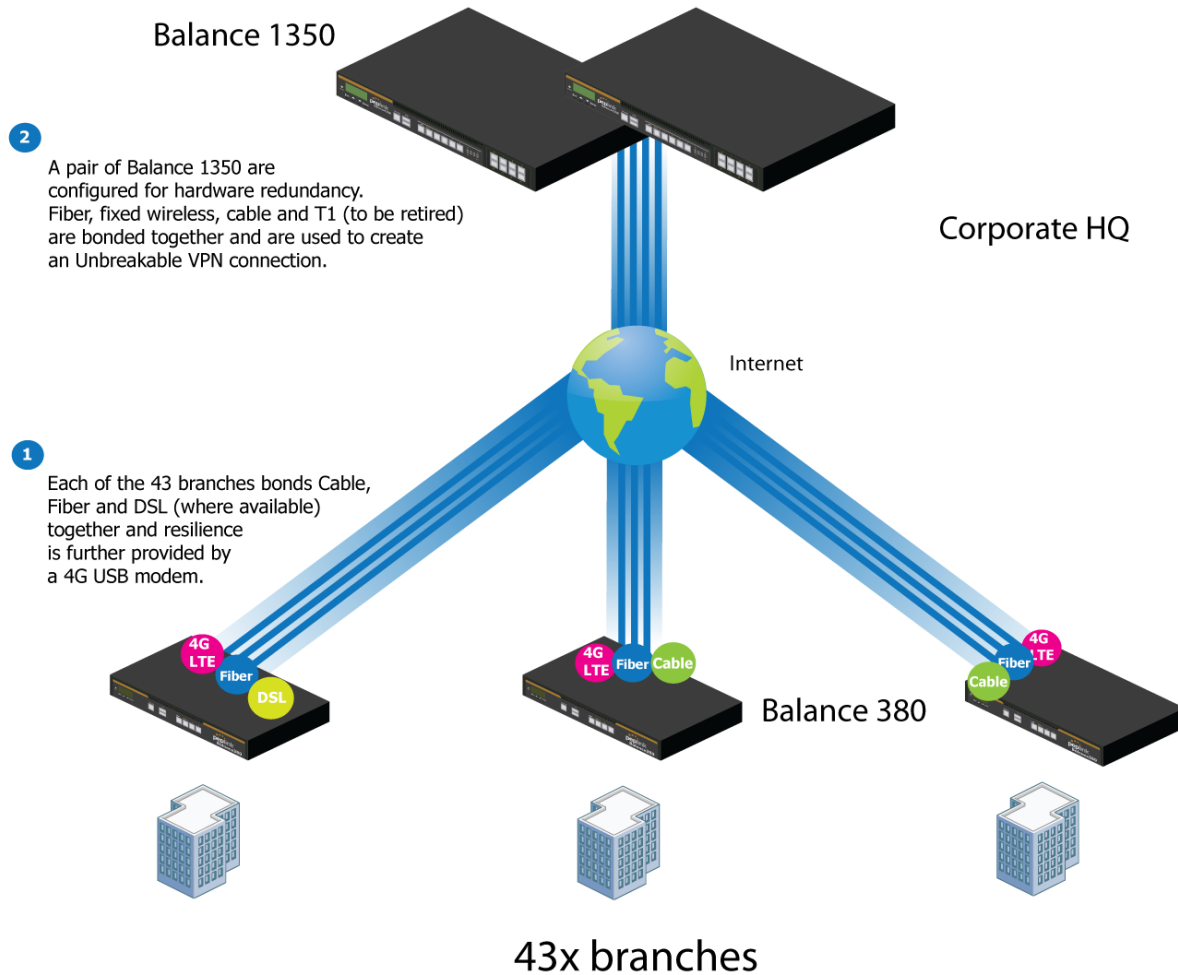 Balance 1350
2
A pair of Balance 1350 are
configured for hardware redundancy.
Fiber, fixed wireless, cable and T1 (to be retired)
are bonded together and are used to create
an Unbreakable VPN connection.
Corporate HQ
Internet
1
Each of the 43 branches bonds Cable,
Fiber and DSL (where available)
together and resilience
is further provided by
a 4G USB modem.
4G
LTE
Fiber
DSL
4G
LTE
Fiber
Cable
4G
LTE
Fiber
Cable
Balance 380
43x branches